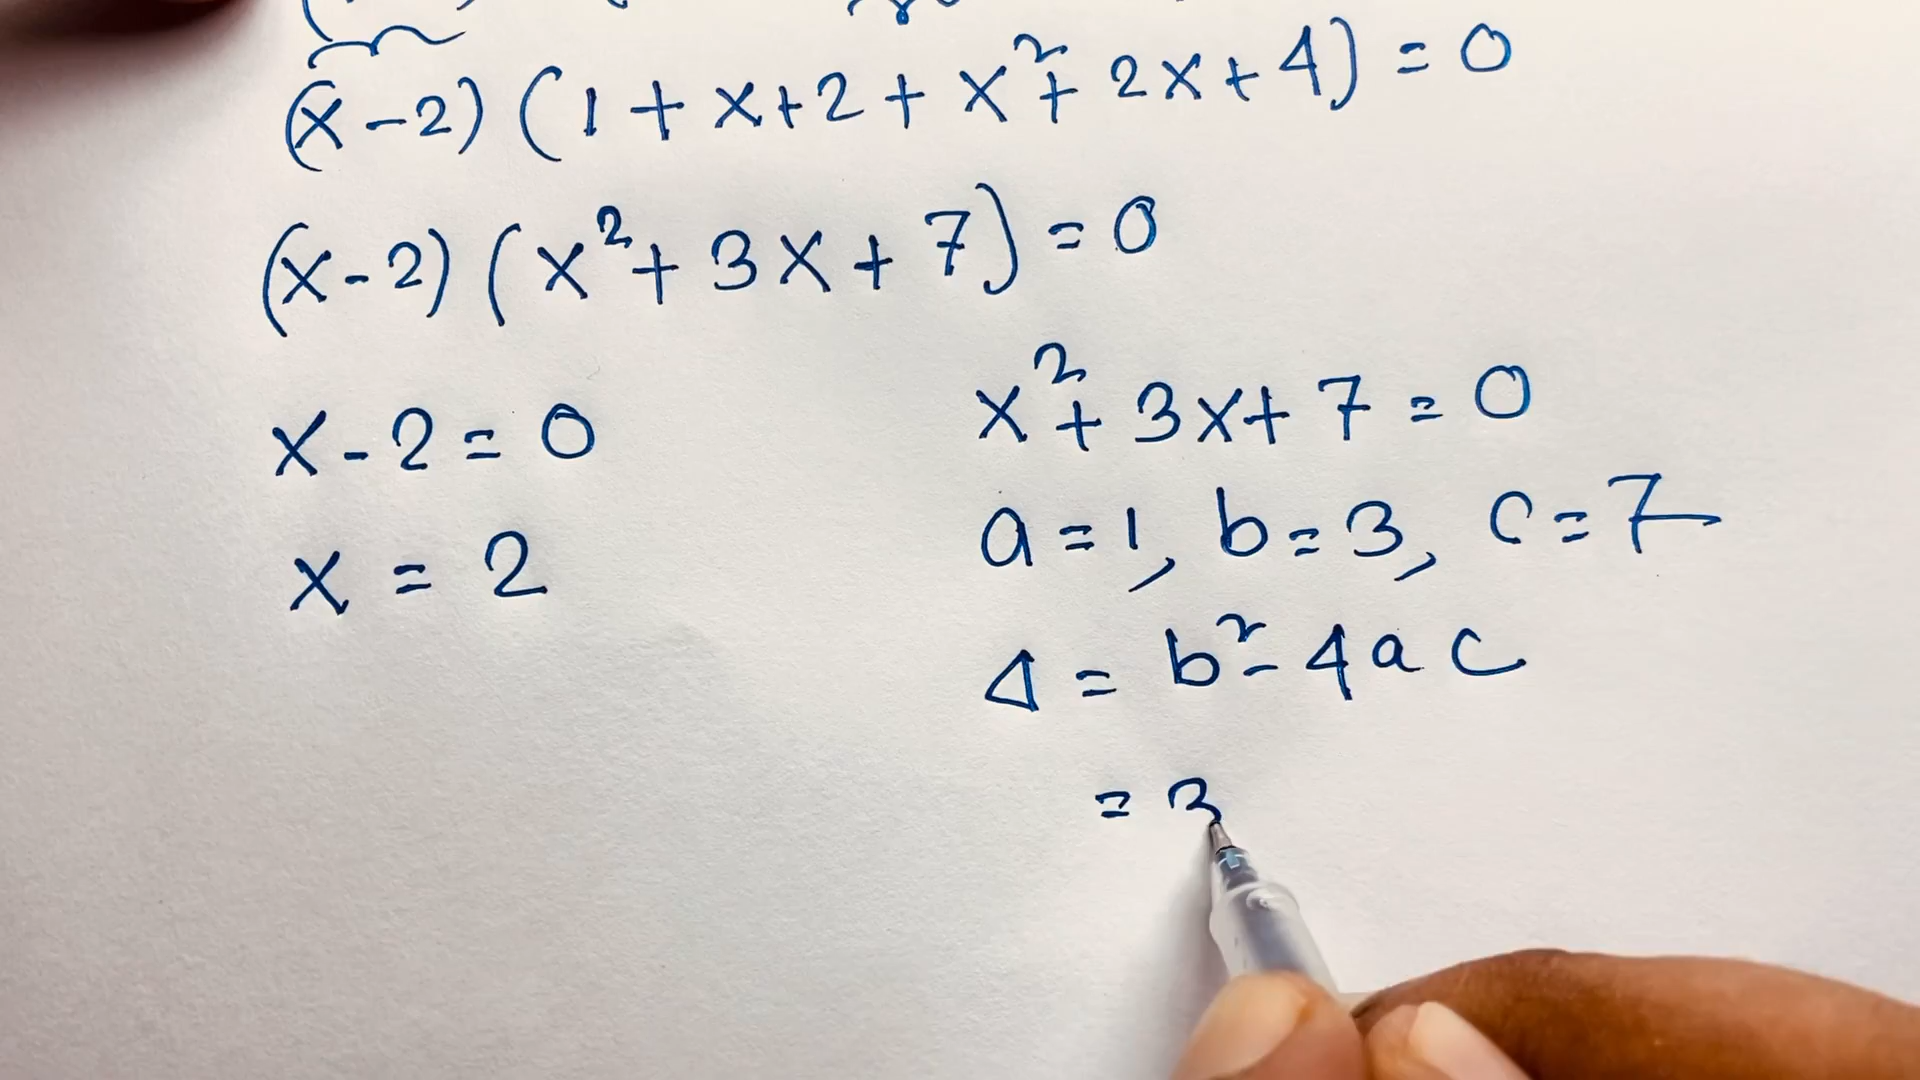 (x-2) (1 + x+2 + x²+ 2x+4) = 0
(x-2) (x²+ 3x+7) = 0
x-2=0
x = 2
x²+3x+7=0
a=1, b=3, c=7
Δ = b²-4ac
= 3